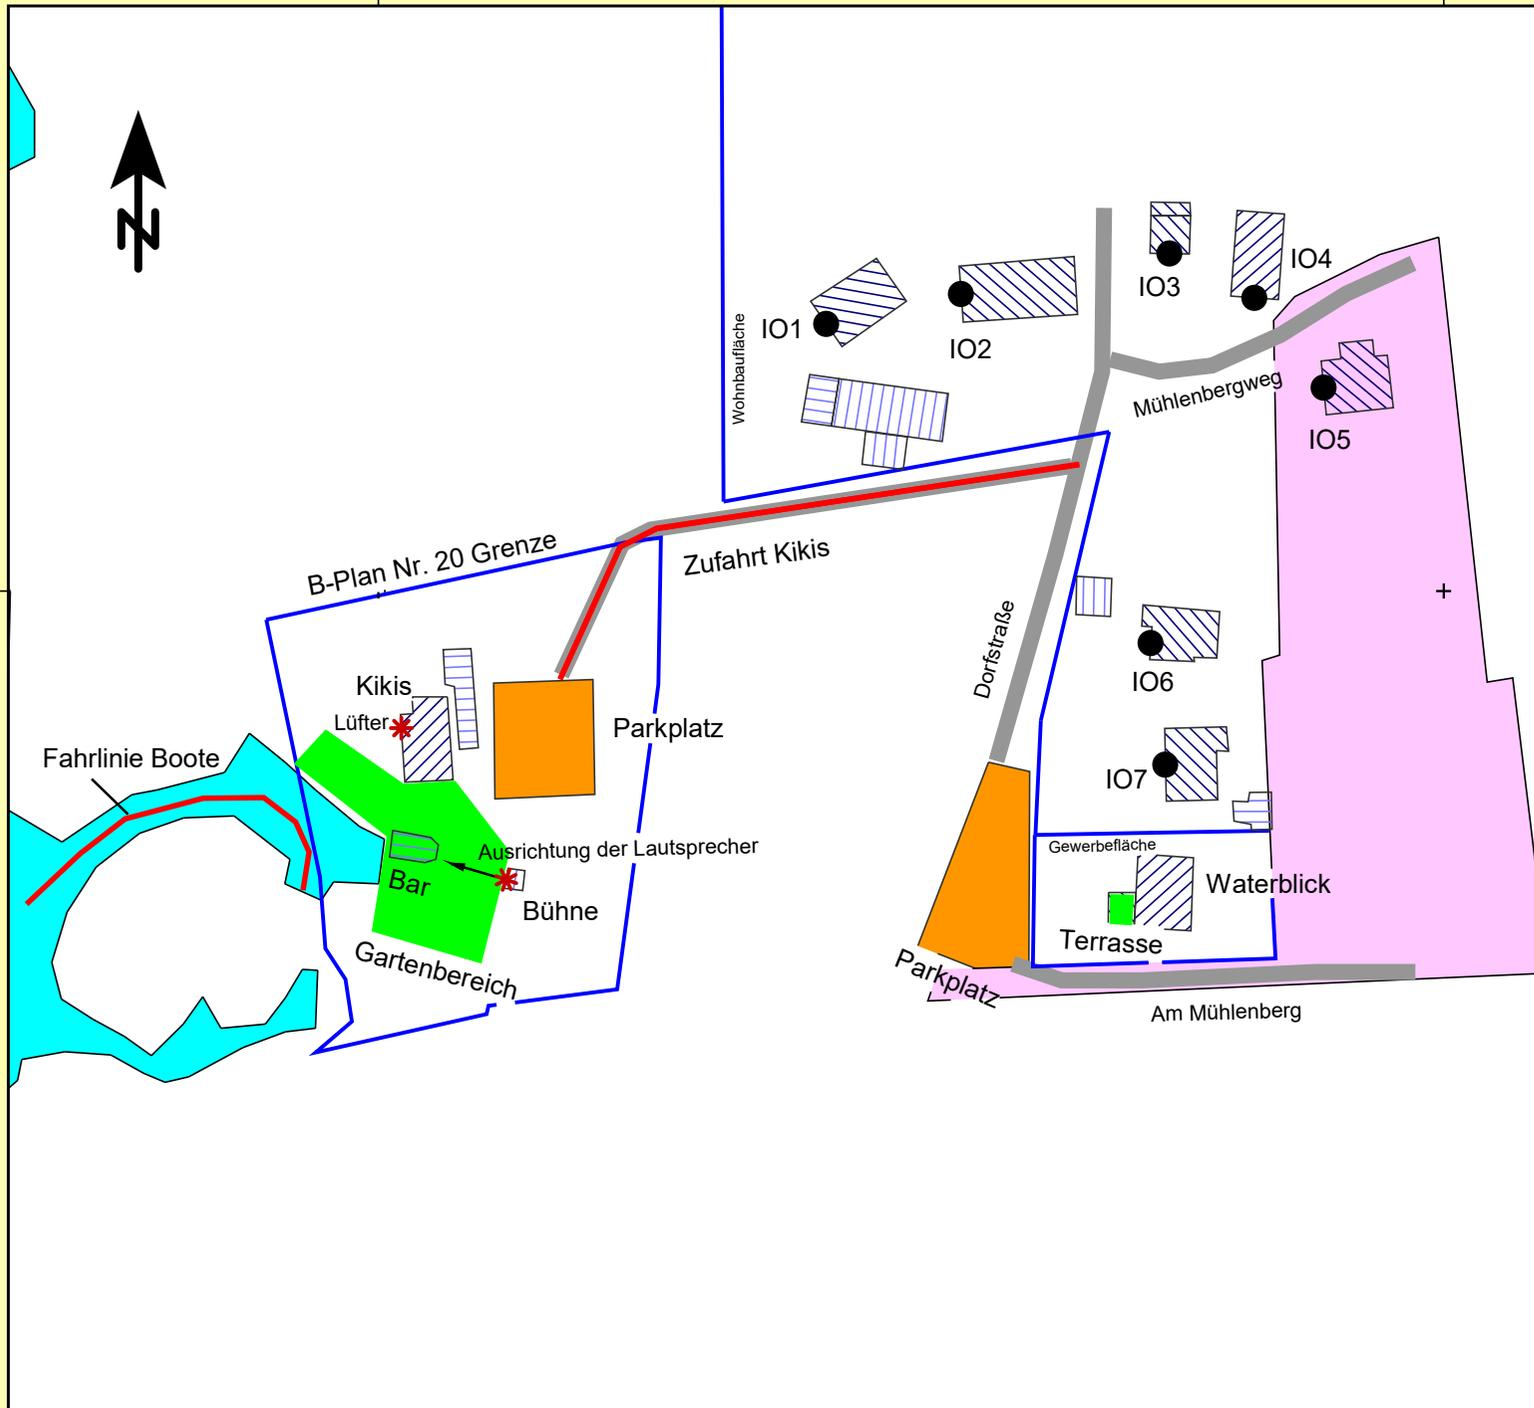 N
IO3
IO4
IO1
IO2
Wohnbaufläche
Mühlenbergweg
IO5
B-Plan Nr. 20 Grenze
Zufahrt Kikis
Dorfstraße
IO6
Kikis
Lüfter
Parkplatz
Fahrlinie Boote
IO7
Ausrichtung der Lautsprecher
Gewerbefläche
Bar
Waterblick
Bühne
Terrasse
Gartenbereich
Parkplatz
Am Mühlenberg